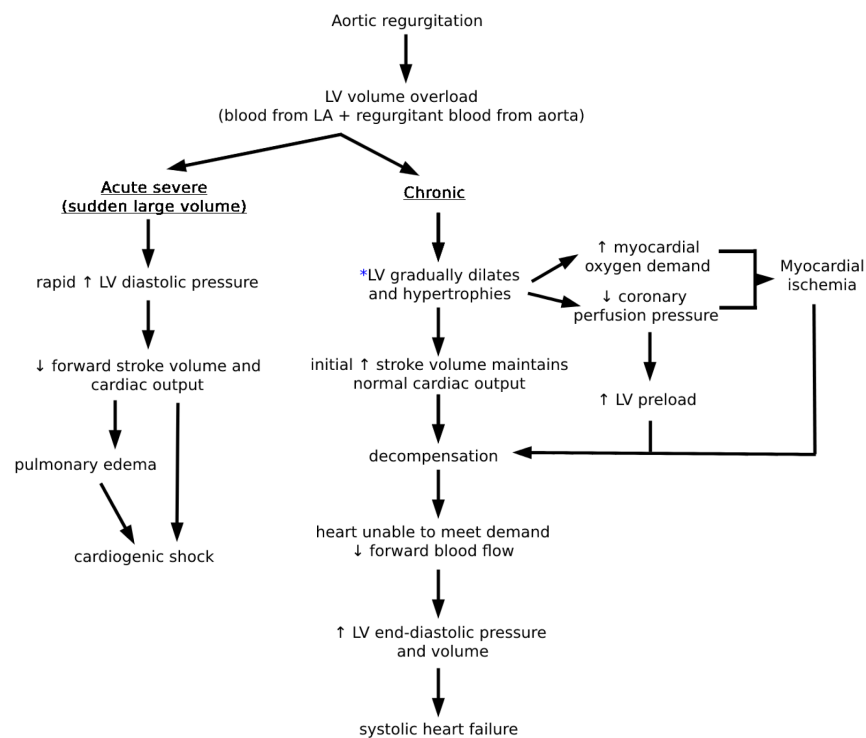 Aortic regurgitation
LV volume overload
(blood from LA + regurgitant blood from aorta)
Acute severe
(sudden large volume)
rapid ↑ LV diastolic pressure
↓ forward stroke volume and
cardiac output
pulmonary edema
cardiogenic shock
Chronic
*LV gradually dilates
and hypertrophies
initial ↑ stroke volume maintains
normal cardiac output
decompensation
heart unable to meet demand
↓ forward blood flow
↑ LV end-diastolic pressure
and volume
systolic heart failure
↑ myocardial
oxygen demand
↓ coronary
perfusion pressure
↑ LV preload
Myocardial
ischemia